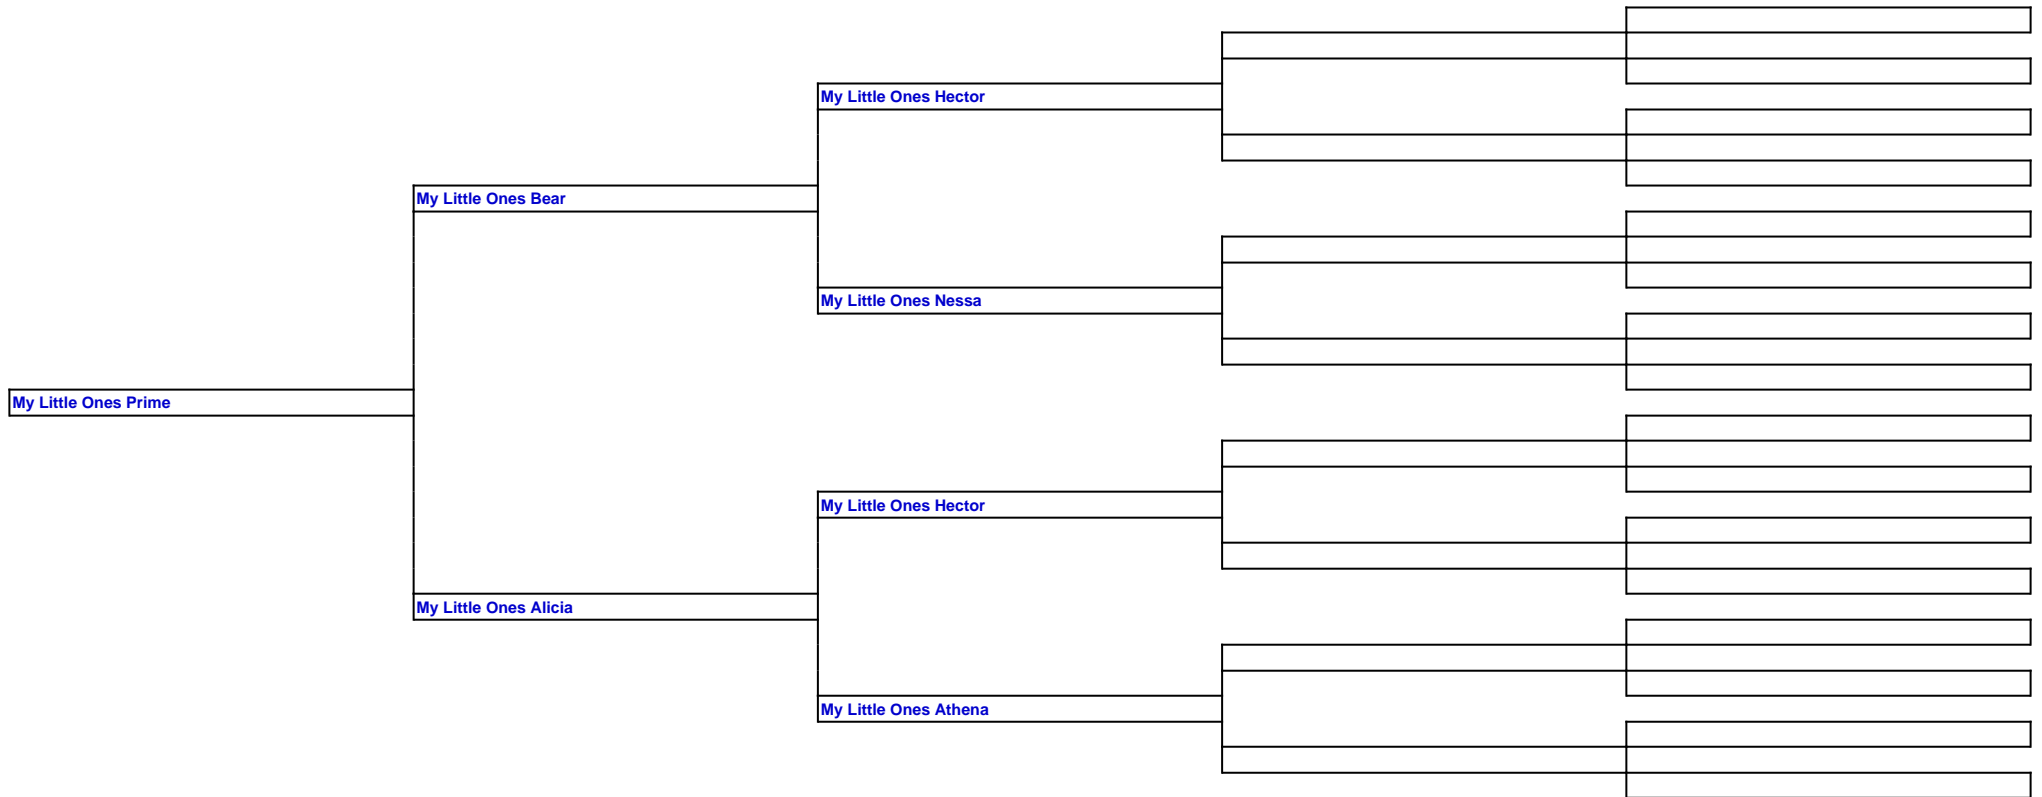 My Little Ones Hector
My Little Ones Bear
My Little Ones Nessa
My Little Ones Prime
My Little Ones Hector
My Little Ones Alicia
My Little Ones Athena